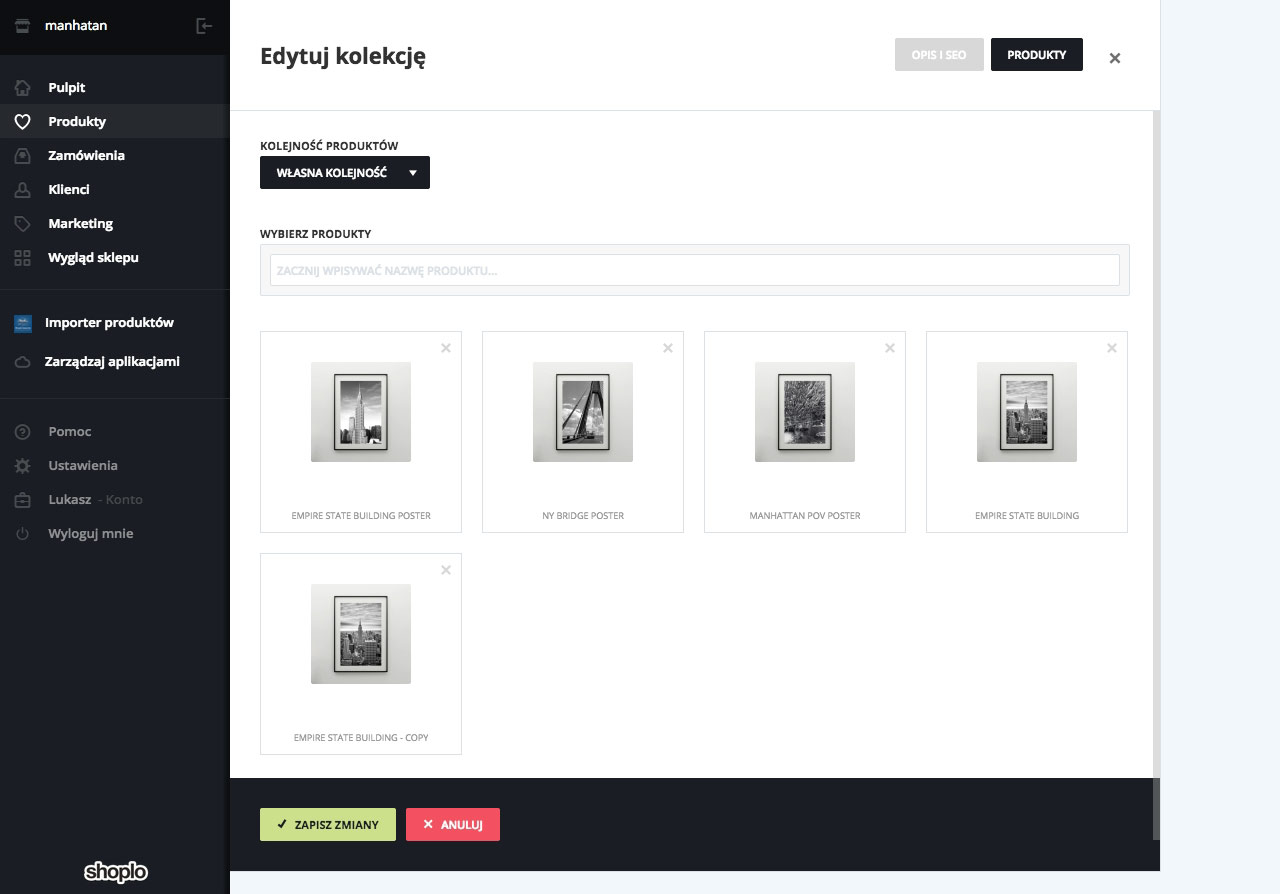 manhatan
Pulpit
Produkty
Zamówienia
Klienci
Marketing
Wygląd sklepu
Importer produktów
Zarządzaj aplikacjami
Pomoc
Ustawienia
Lukasz - Konto
Wyloguj mnie
shoplo
Edytuj kolekcję
OPIS I SEO
PRODUKTY
KOLEJNOŚĆ PRODUKTÓW
WŁASNA KOLEJNOŚĆ
WYBIERZ PRODUKTY
ZACZNIJ WPISYWAĆ NAZWĘ PRODUKTU...
EMPIRE STATE BUILDING POSTER
NY BRIDGE POSTER
MANHATTAN POV POSTER
EMPIRE STATE BUILDING
EMPIRE STATE BUILDING - COPY
ZAPISZ ZMIANY
ANULUJ